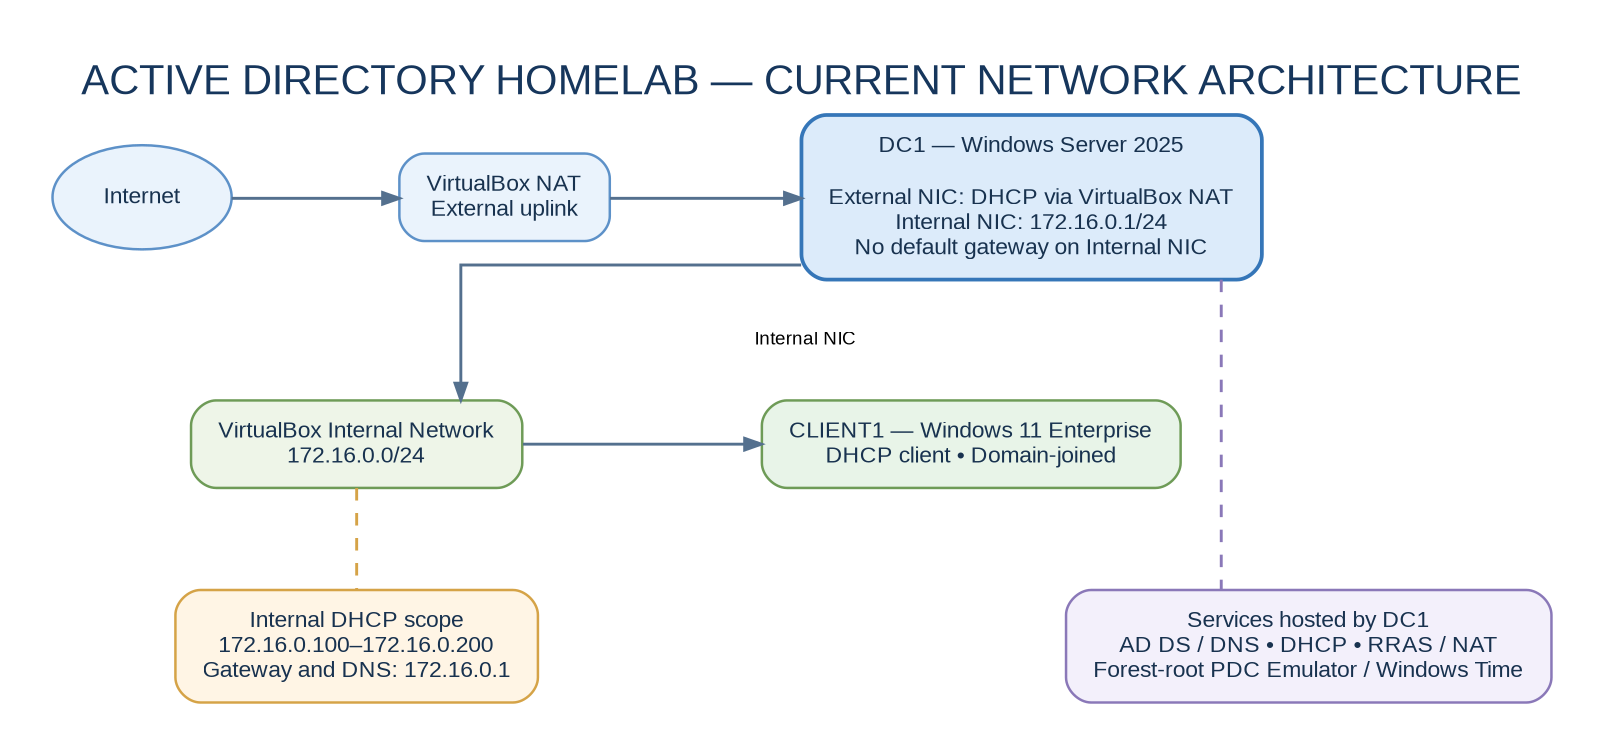 ACTIVE DIRECTORY HOMELAB — CURRENT NETWORK ARCHITECTURE
Internet
VirtualBox NAT
External uplink
DC1 — Windows Server 2025
External NIC: DHCP via VirtualBox NAT
Internal NIC: 172.16.0.1/24
No default gateway on Internal NIC
Internal NIC
VirtualBox Internal Network
172.16.0.0/24
CLIENT1 — Windows 11 Enterprise
DHCP client • Domain-joined
Internal DHCP scope
172.16.0.100–172.16.0.200
Gateway and DNS: 172.16.0.1
Services hosted by DC1
AD DS / DNS • DHCP • RRAS / NAT
Forest-root PDC Emulator / Windows Time